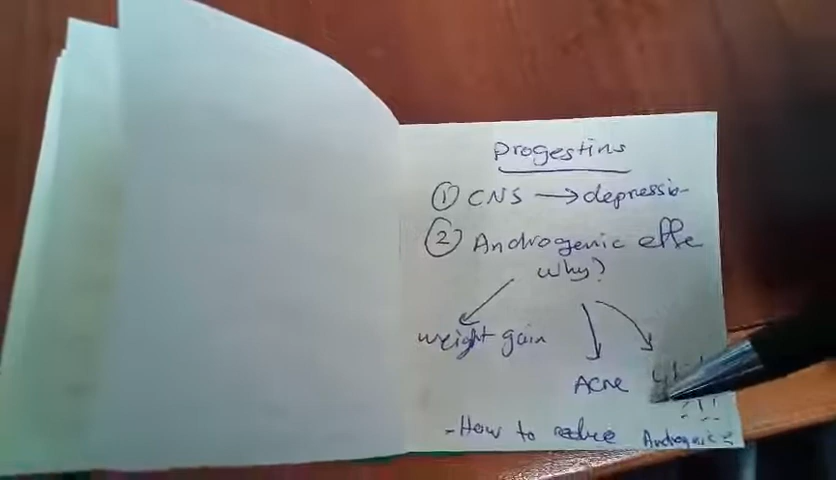 Progestins
① CNS → depressio-
② Androgenic effe
why?
weight gain
Acne
?!!
-How to reduce Androgenic